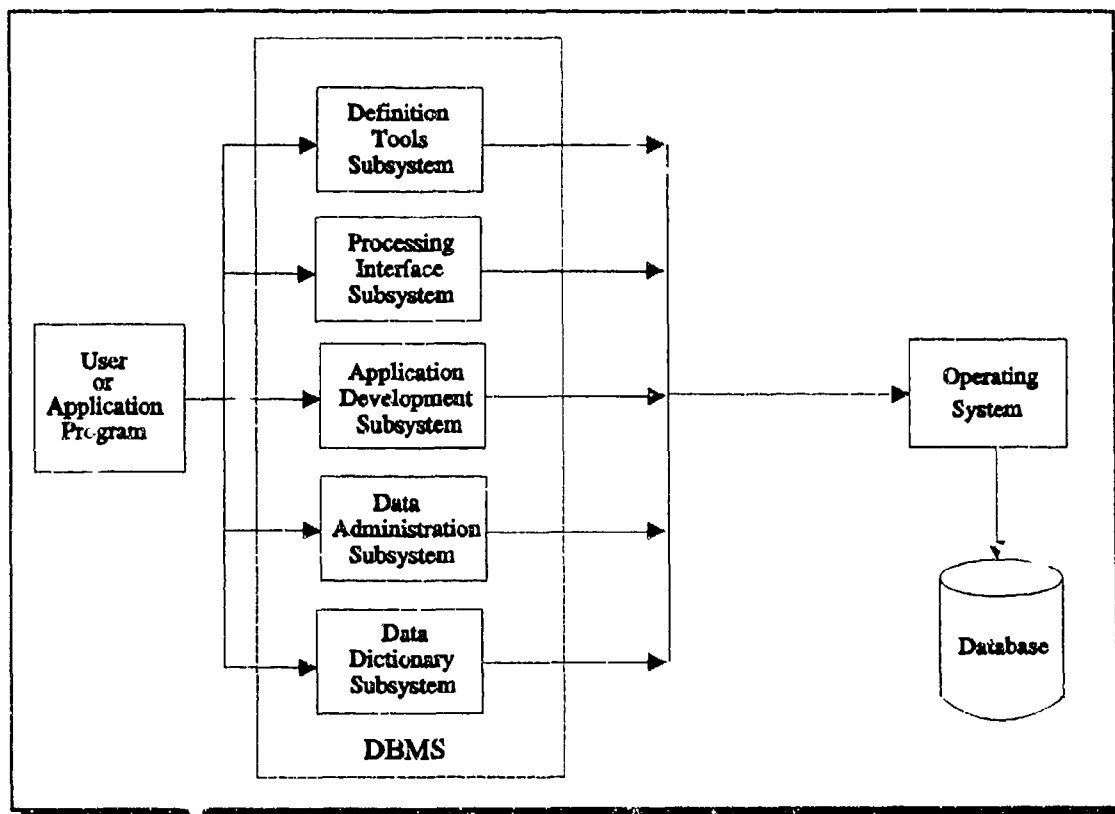 Definition
Tools
Subsystem
Processing
Interface
Subsystem
User
or
Application
Program
Application
Development
Subsystem
Operating
System
Data
Administration
Subsystem
Data
Dictionary
Subsystem
Database
DBMS